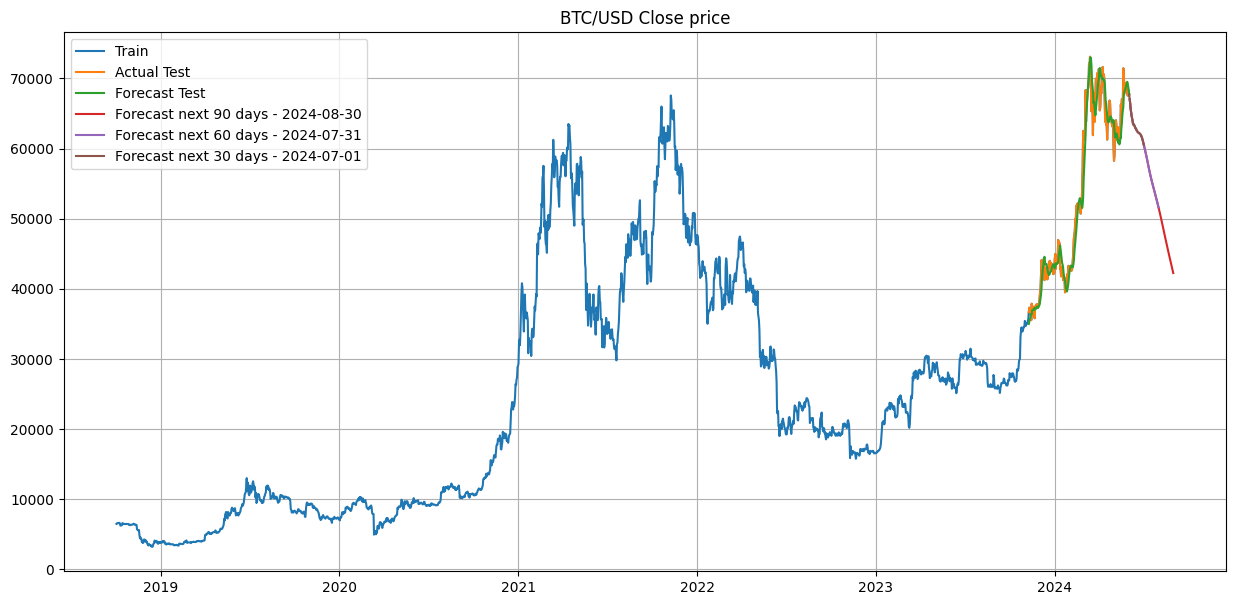 BTC/USD Close price
Train
Actual Test
Forecast Test
Forecast next 90 days - 2024-08-30
Forecast next 60 days - 2024-07-31
Forecast next 30 days - 2024-07-01
70000
60000
50000
40000
30000
20000
10000
0
2019 2020 2021 2022 2023 2024